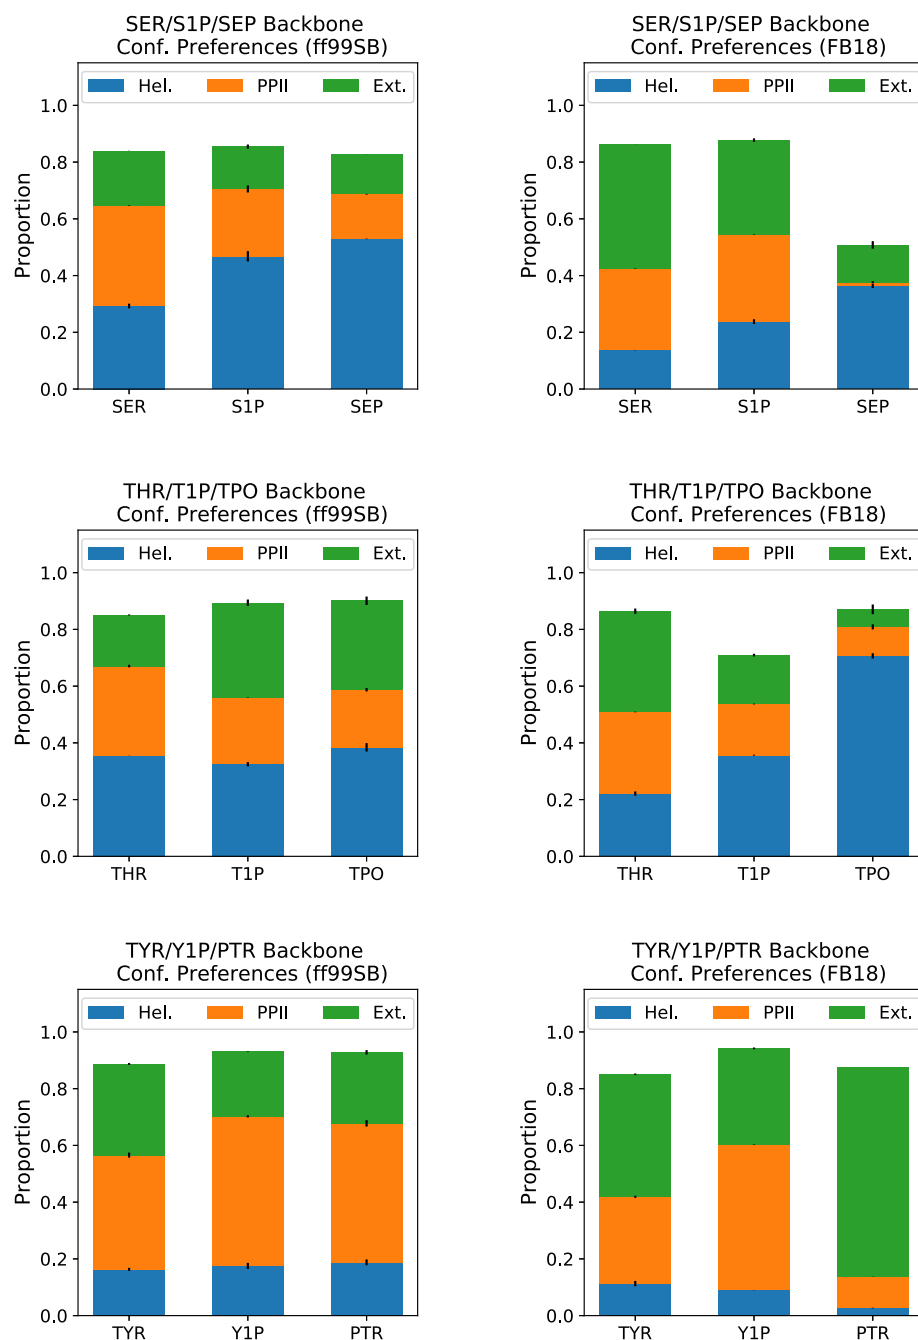 SER/S1P/SEP Backbone
Conf. Preferences (ff99SB)
Hel. PPII Ext.
1.0
0.8
0.6
0.4
0.2
0.0
Proportion
SER S1P SEP
SER/S1P/SEP Backbone
Conf. Preferences (FB18)
Hel. PPII Ext.
1.0
0.8
0.6
0.4
0.2
0.0
Proportion
SER S1P SEP
THR/T1P/TPO Backbone
Conf. Preferences (ff99SB)
Hel. PPII Ext.
1.0
0.8
0.6
0.4
0.2
0.0
Proportion
THR T1P TPO
THR/T1P/TPO Backbone
Conf. Preferences (FB18)
Hel. PPII Ext.
1.0
0.8
0.6
0.4
0.2
0.0
Proportion
THR T1P TPO
TYR/Y1P/PTR Backbone
Conf. Preferences (ff99SB)
Hel. PPII Ext.
1.0
0.8
0.6
0.4
0.2
0.0
Proportion
TYR Y1P PTR
TYR/Y1P/PTR Backbone
Conf. Preferences (FB18)
Hel. PPII Ext.
1.0
0.8
0.6
0.4
0.2
0.0
Proportion
TYR Y1P PTR